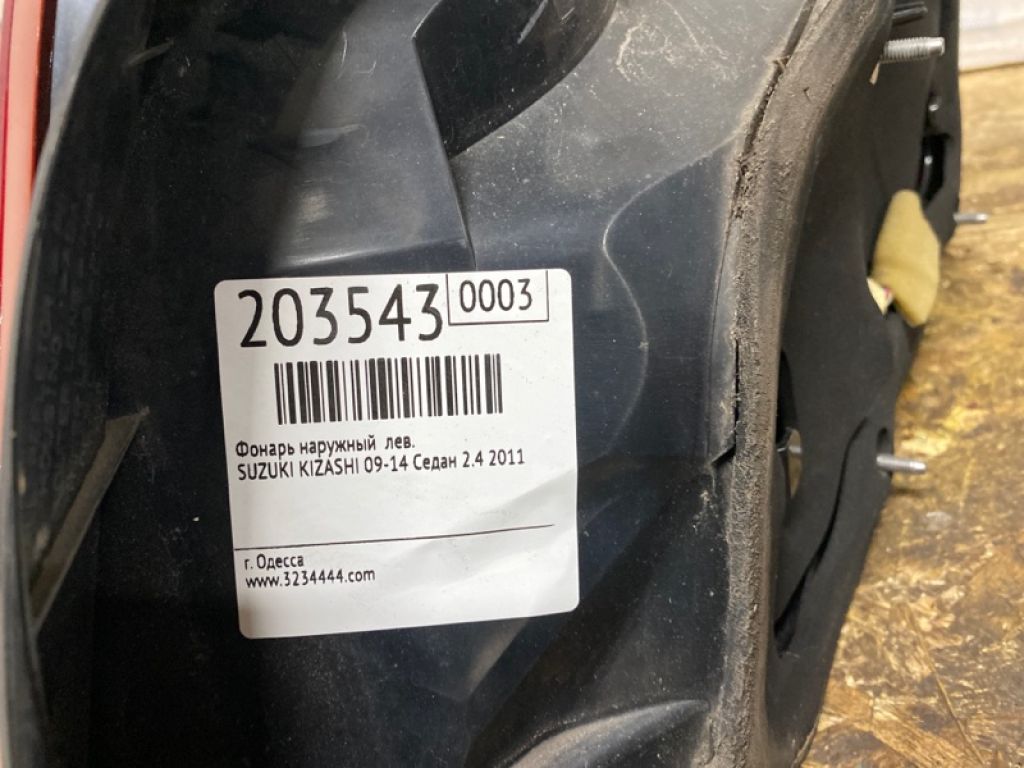 203543 0003
Фонарь наружный лев.
SUZUKI KIZASHI 09-14 Седан 2.4 2011
г. Одесса
www.3234444.com